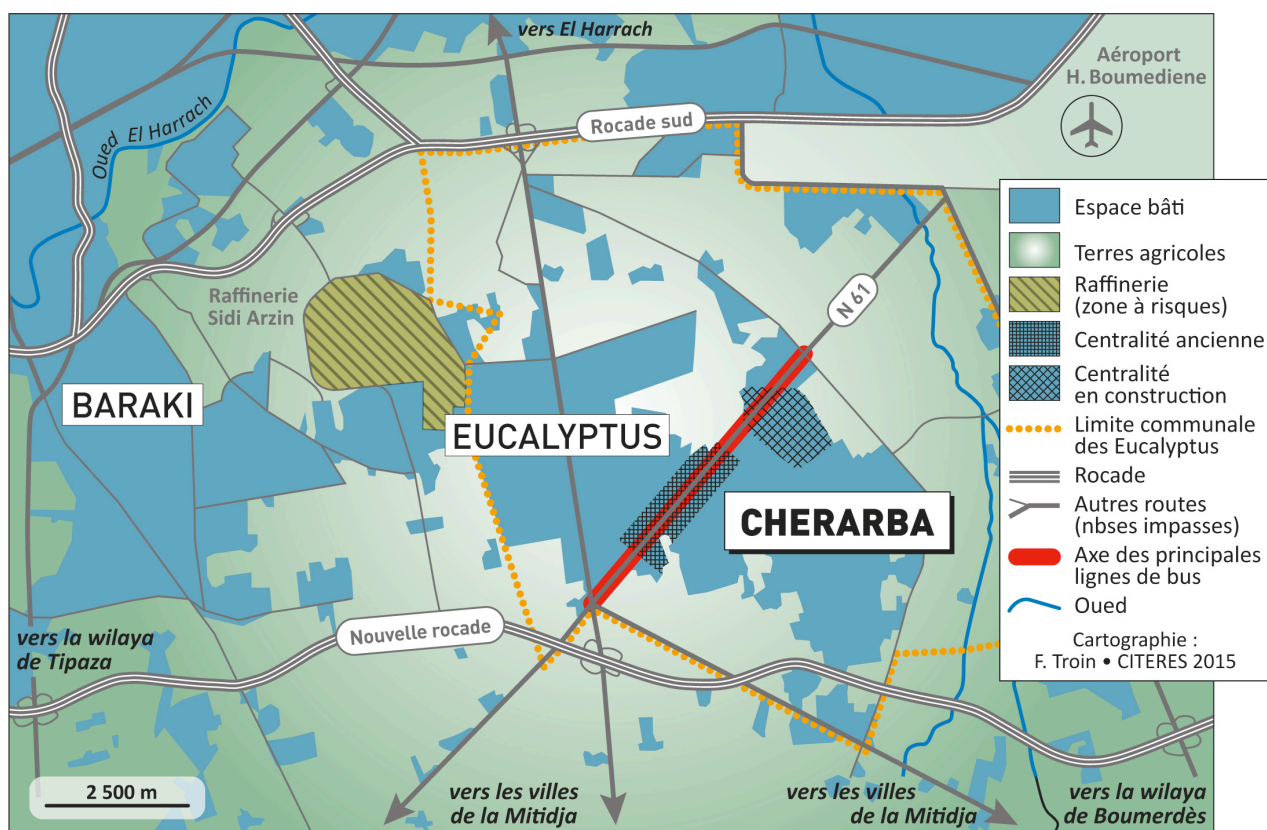 vers El Harrach
Aéroport
H. Boumediene
Oued El Harrach
Rocade sud
Raffinerie
Sidi Arzin
N 61
BARAKI
EUCALYPTUS
CHERARBA
Nouvelle rocade
vers la wilaya
de Tipaza
2 500 m
vers les villes
de la Mitidja
vers les villes
de la Mitidja
vers la wilaya
de Boumerdès
Espace bâti
Terres agricoles
Raffinerie
(zone à risques)
Centralité ancienne
Centralité
en construction
Limite communale
des Eucalyptus
Rocade
Autres routes
(nbses impasses)
Axe des principales
lignes de bus
Oued
Cartographie :
F. Troin • CITERES 2015